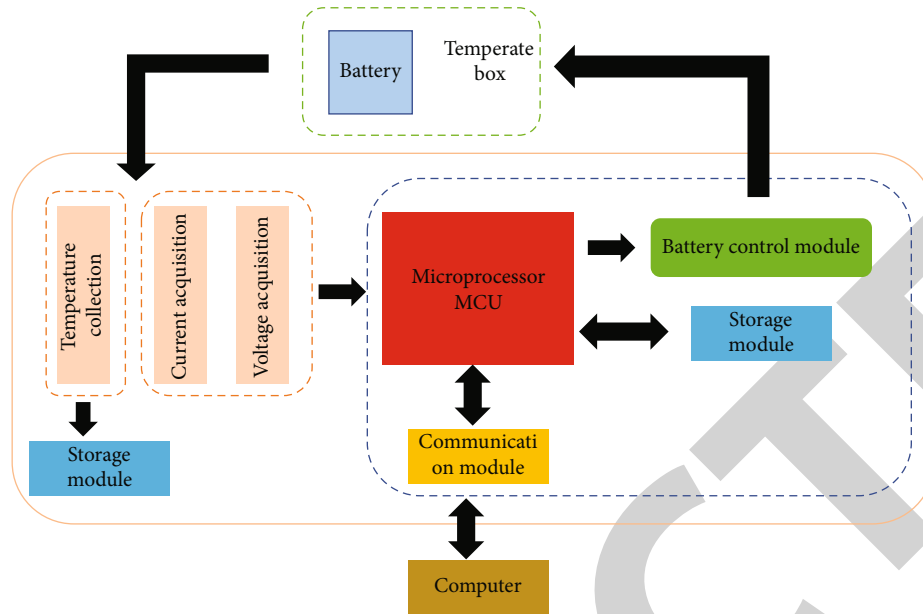 Battery
Temperate
box
Temperature
collection
Current acquisition
Voltage acquisition
Microprocessor
MCU
Battery control module
Storage
module
Storage
module
Communicati
on module
Computer